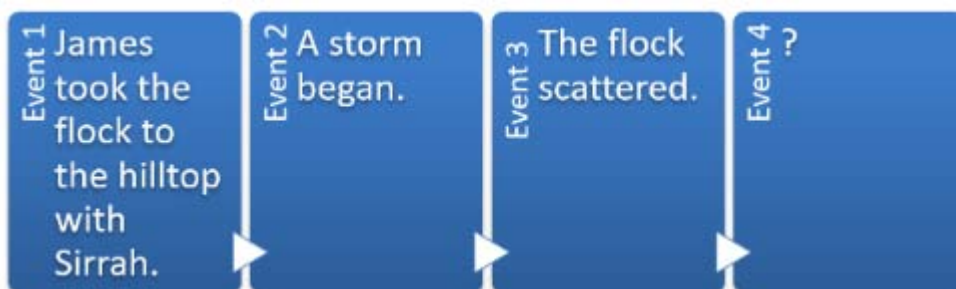 Event 1
James
took the
flock to
the hilltop
with
Sirrah.
Event 2
A storm
began.
Event 3
The flock
scattered.
Event 4
?